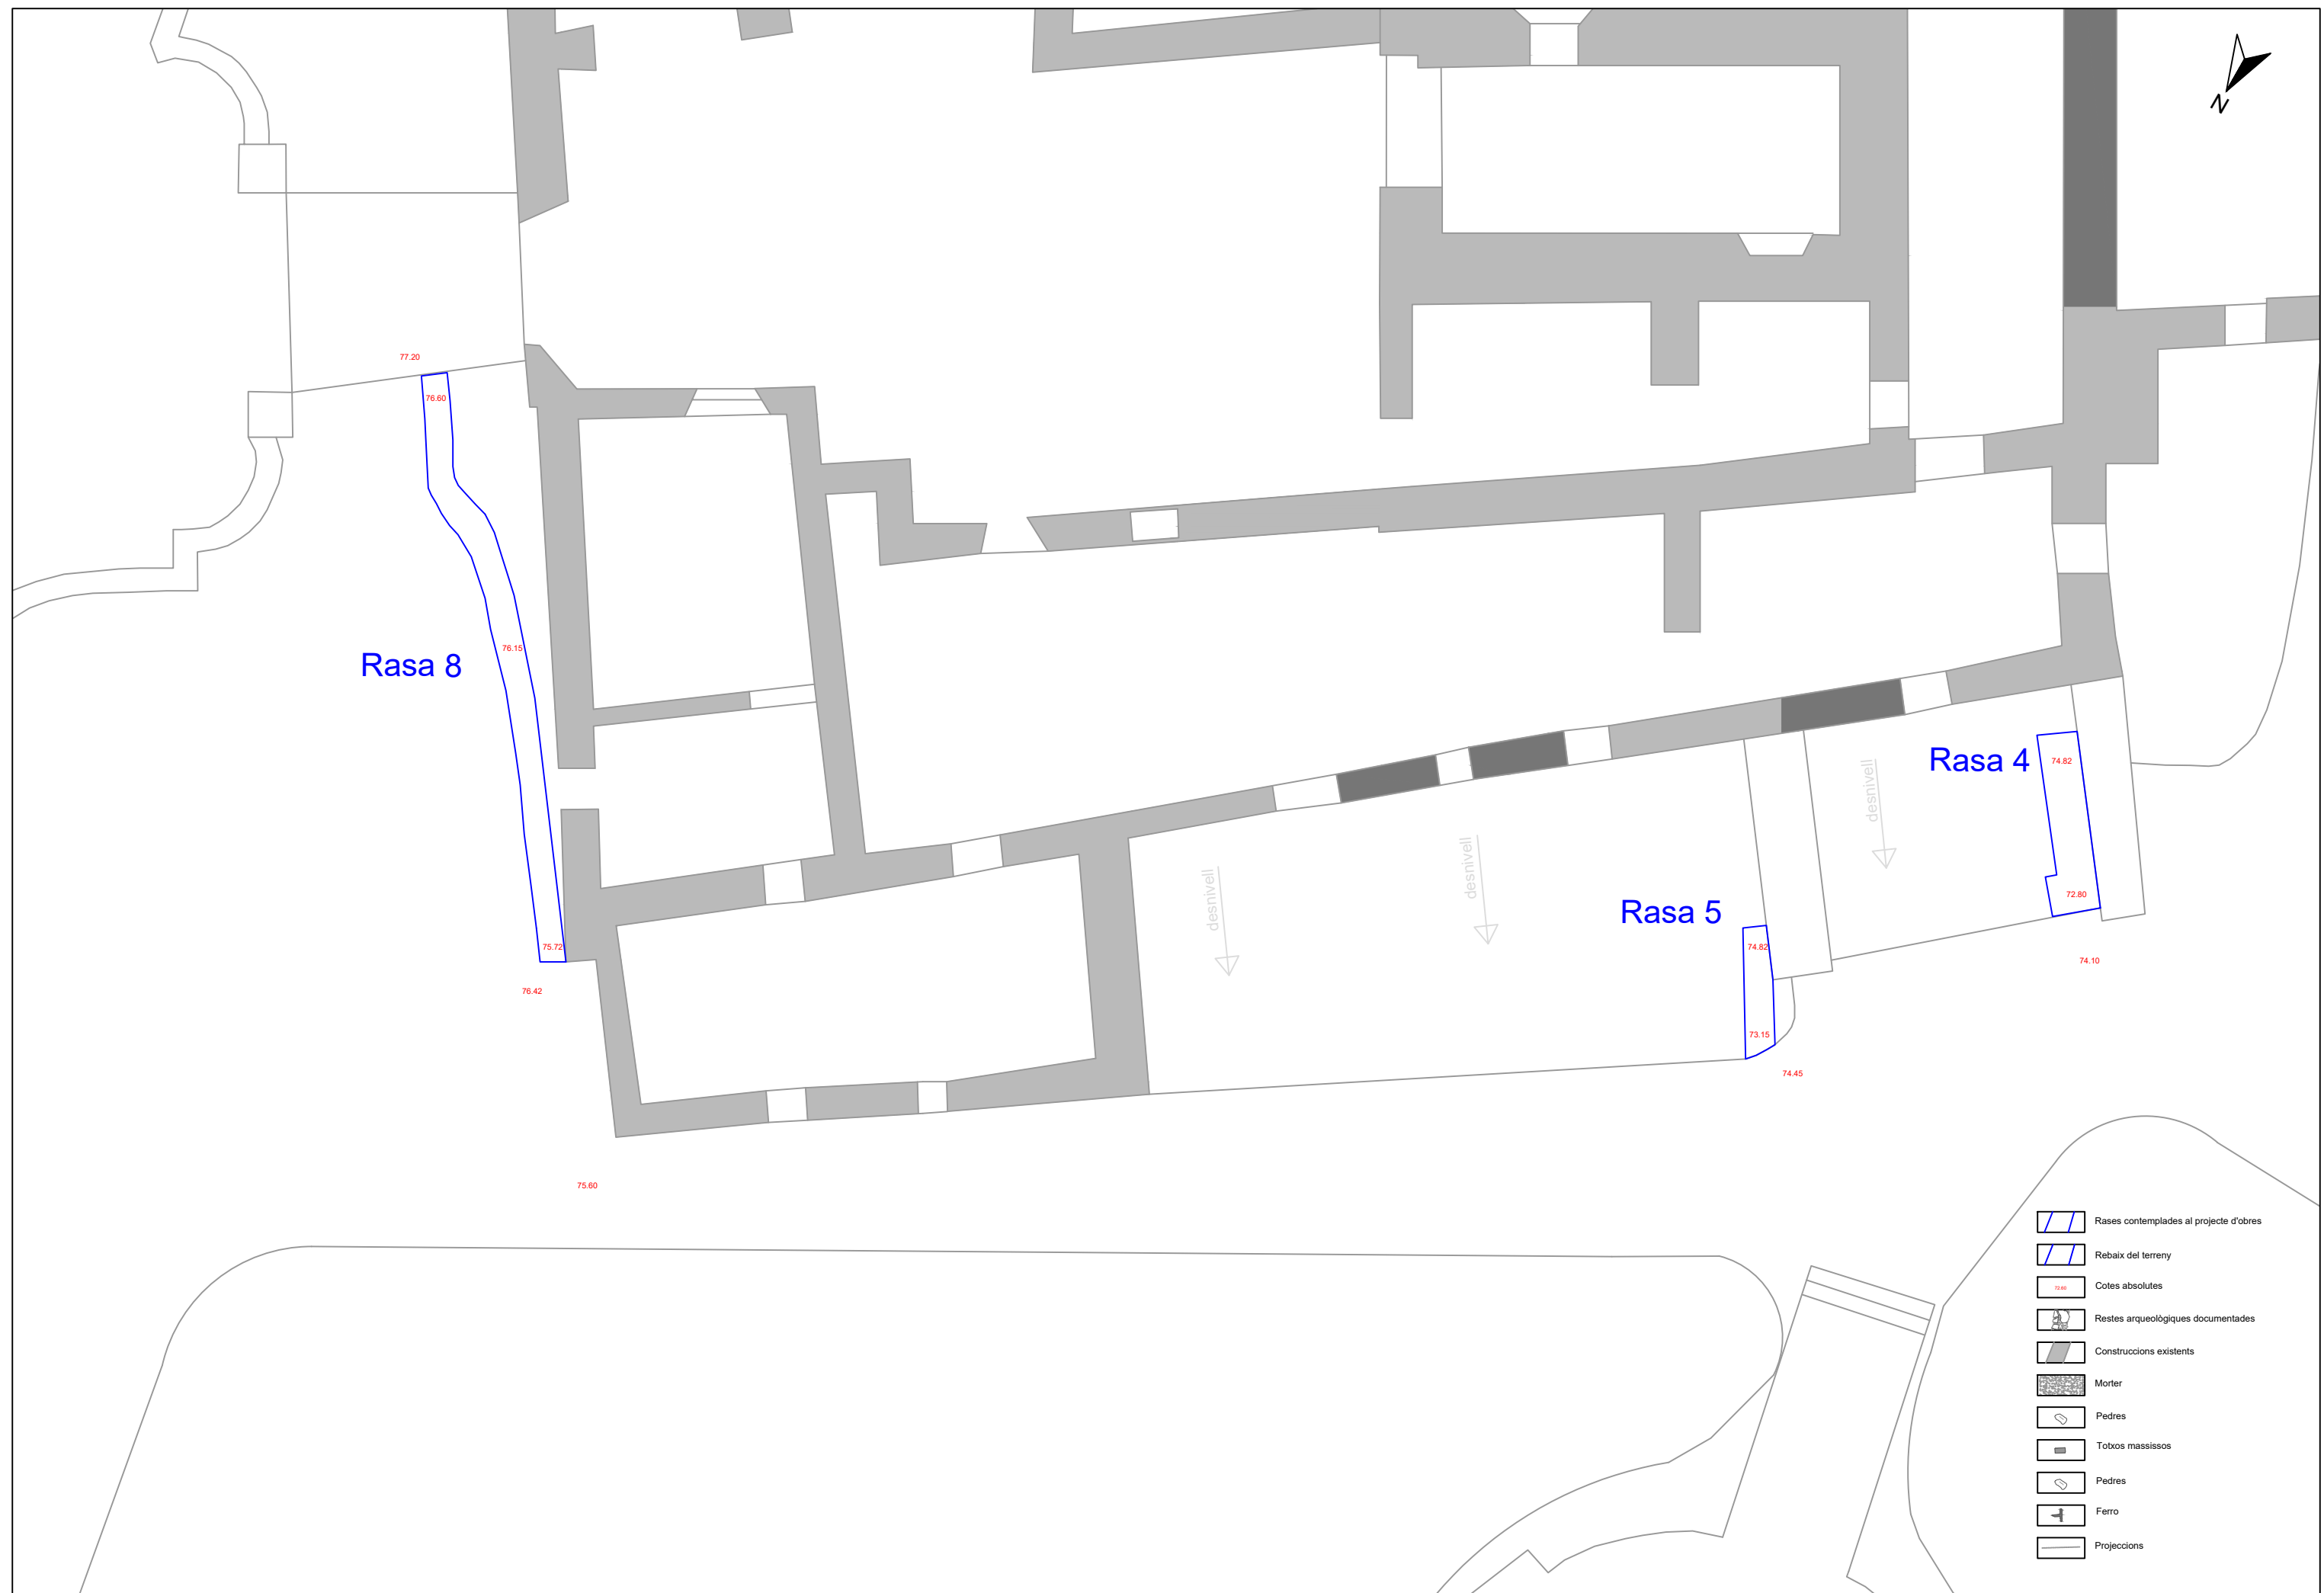 N
77.20
76.60
76.15
Rasa 8
75.72
76.42
75.60
desnivell
desnivell
desnivell
Rasa 4
74.82
72.80
74.10
Rasa 5
74.82
73.15
74.45
Rases contemplades al projecte d'obres
Rebaix del terreny
Cotes absolutes
Restes arqueològiques documentades
Construccions existents
Morter
Pedres
Totxos massissos
Pedres
Ferro
Projeccions